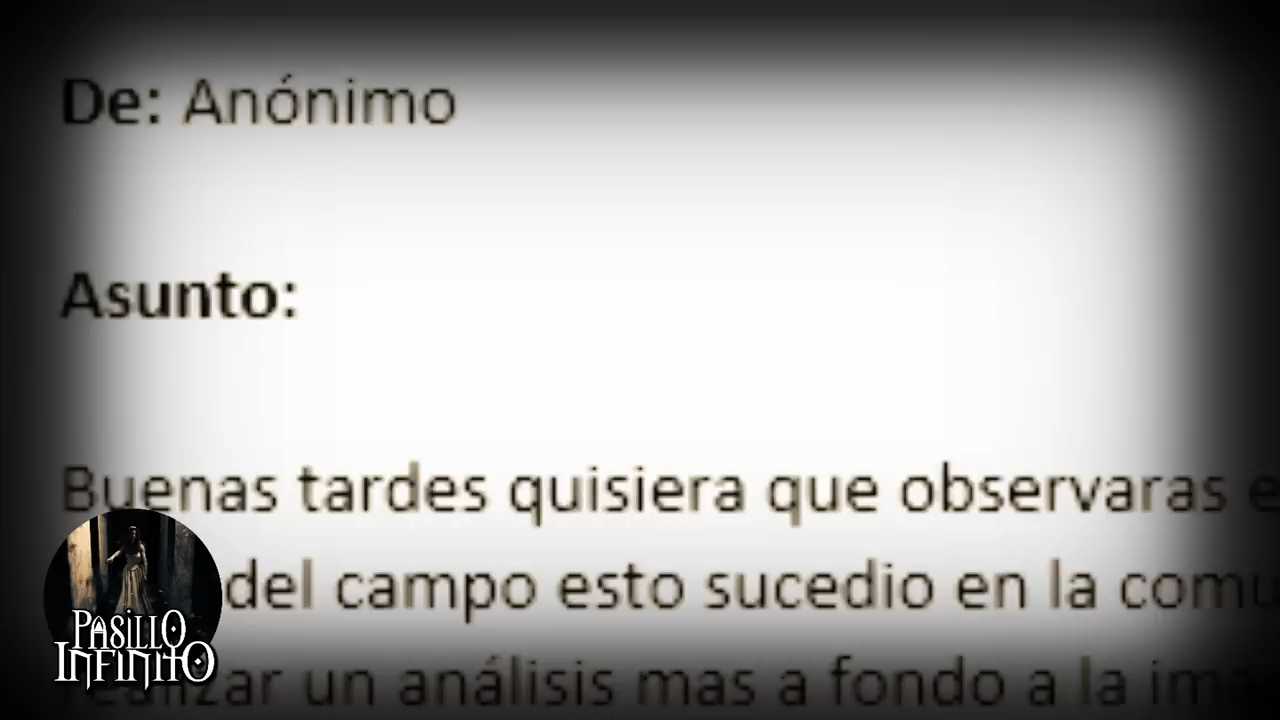 De: Anónimo
Asunto:
Buenas tardes quisiera que observaras
del campo esto sucedio en la
realizar un análisis mas a fondo a la
PASILLO
INFINITO